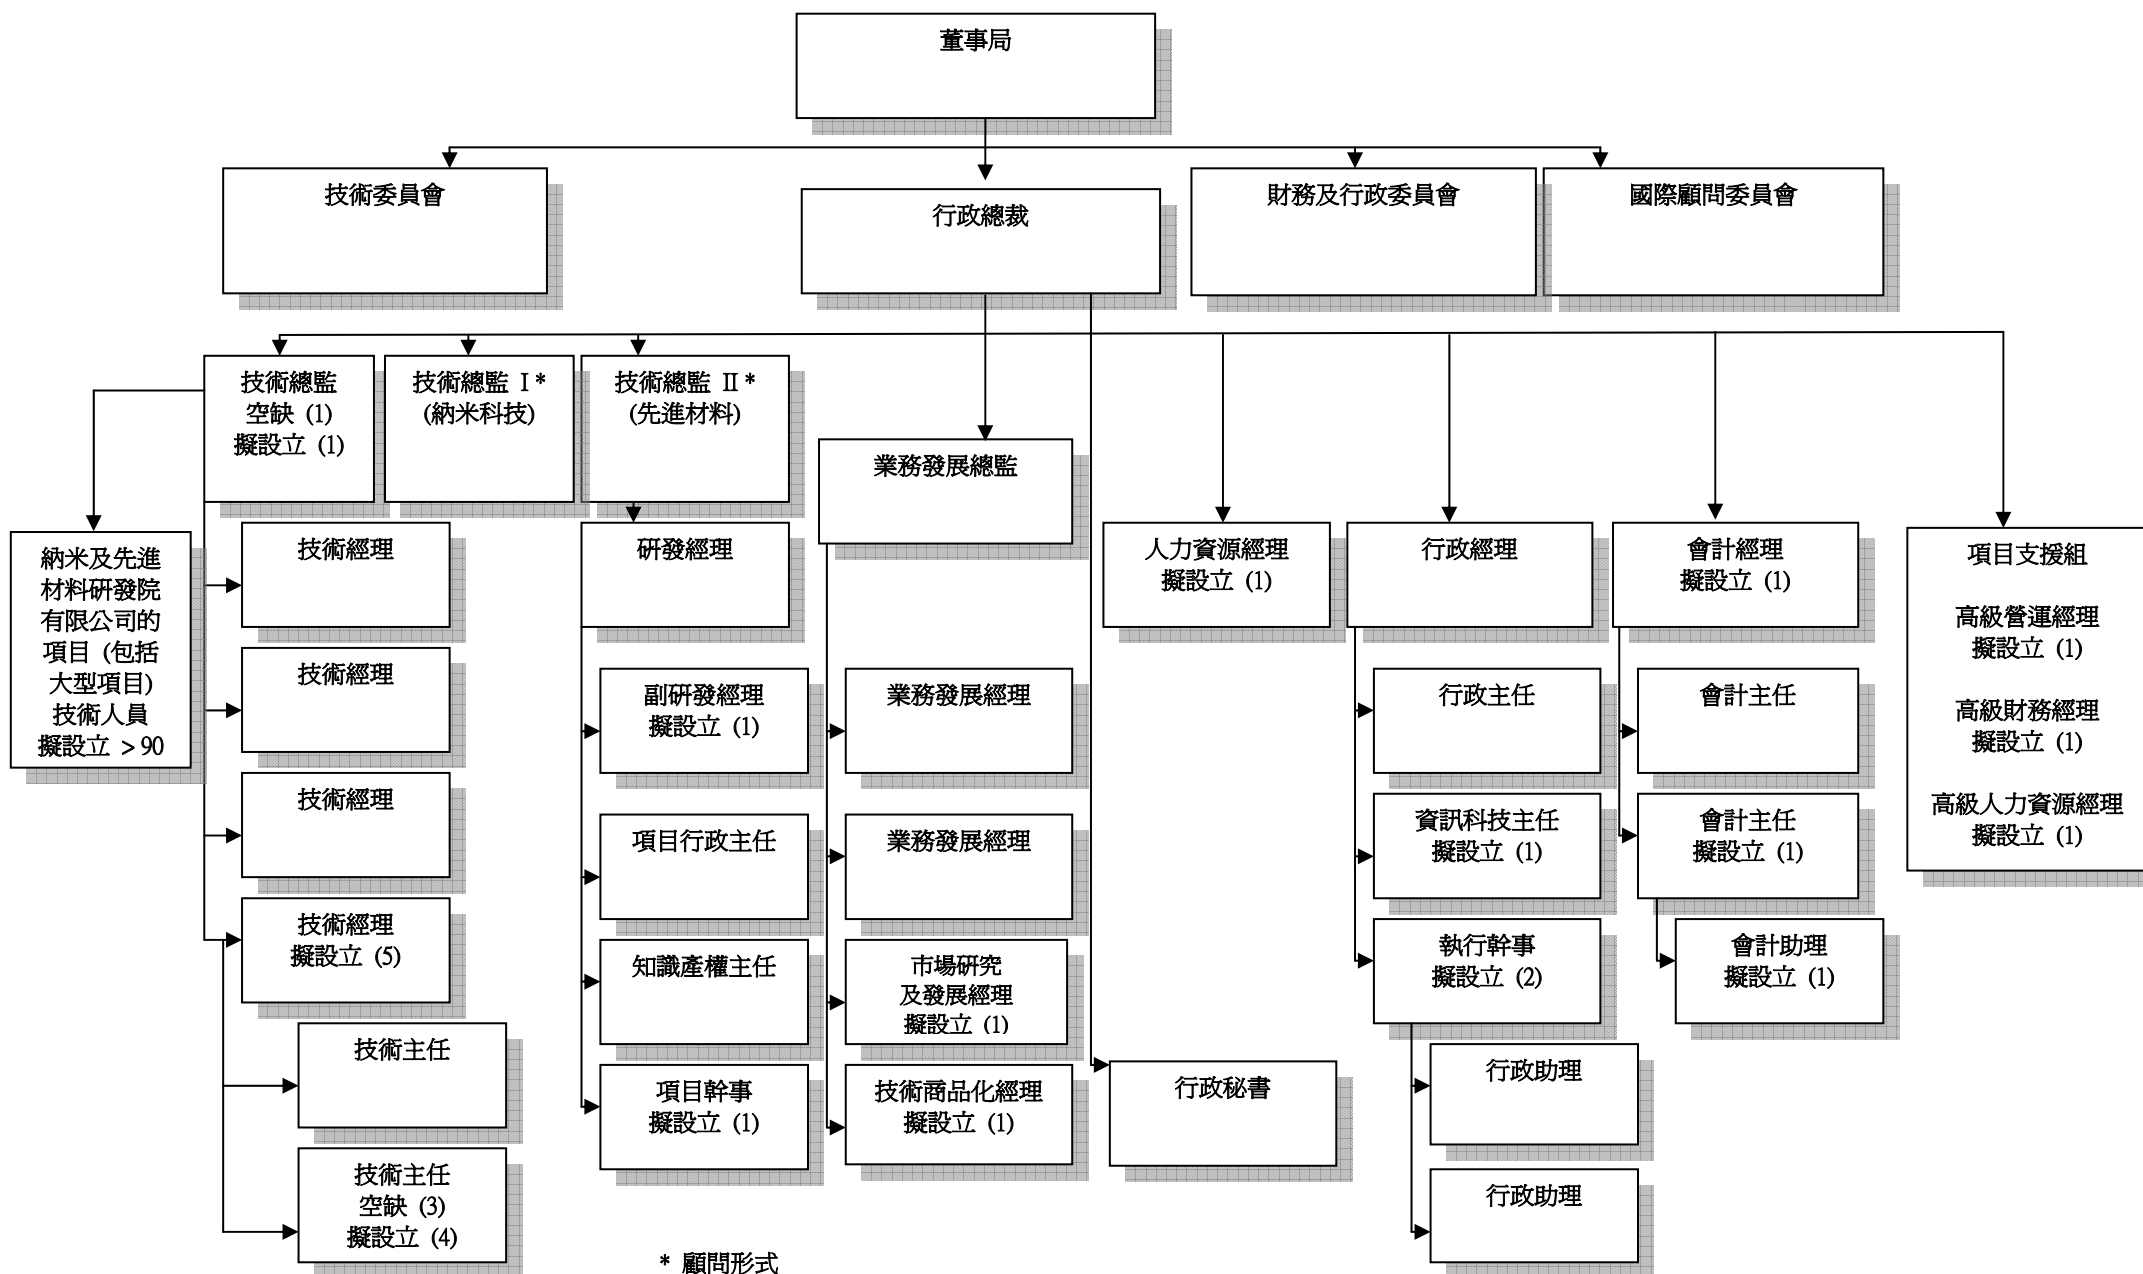 董事局
技術委員會
行政總裁
財務及行政委員會
國際顧問委員會
技術總監
空缺 (1)
擬設立 (1)
技術總監 I *
(納米科技)
技術總監 II *
(先進材料)
業務發展總監
納米及先進
材料研發院
有限公司的
項目 (包括
大型項目)
技術人員
擬設立 > 90
技術經理
技術經理
技術經理
技術經理
擬設立 (5)
技術主任
技術主任
空缺 (3)
擬設立 (4)
研發經理
副研發經理
擬設立 (1)
項目行政主任
知識產權主任
項目幹事
擬設立 (1)
業務發展經理
業務發展經理
市場研究
及發展經理
擬設立 (1)
技術商品化經理
擬設立 (1)
行政秘書
人力資源經理
擬設立 (1)
行政經理
行政主任
資訊科技主任
擬設立 (1)
執行幹事
擬設立 (2)
行政助理
行政助理
會計經理
擬設立 (1)
會計主任
會計主任
擬設立 (1)
會計助理
擬設立 (1)
項目支援組
高級營運經理
擬設立 (1)
高級財務經理
擬設立 (1)
高級人力資源經理
擬設立 (1)
* 顧問形式